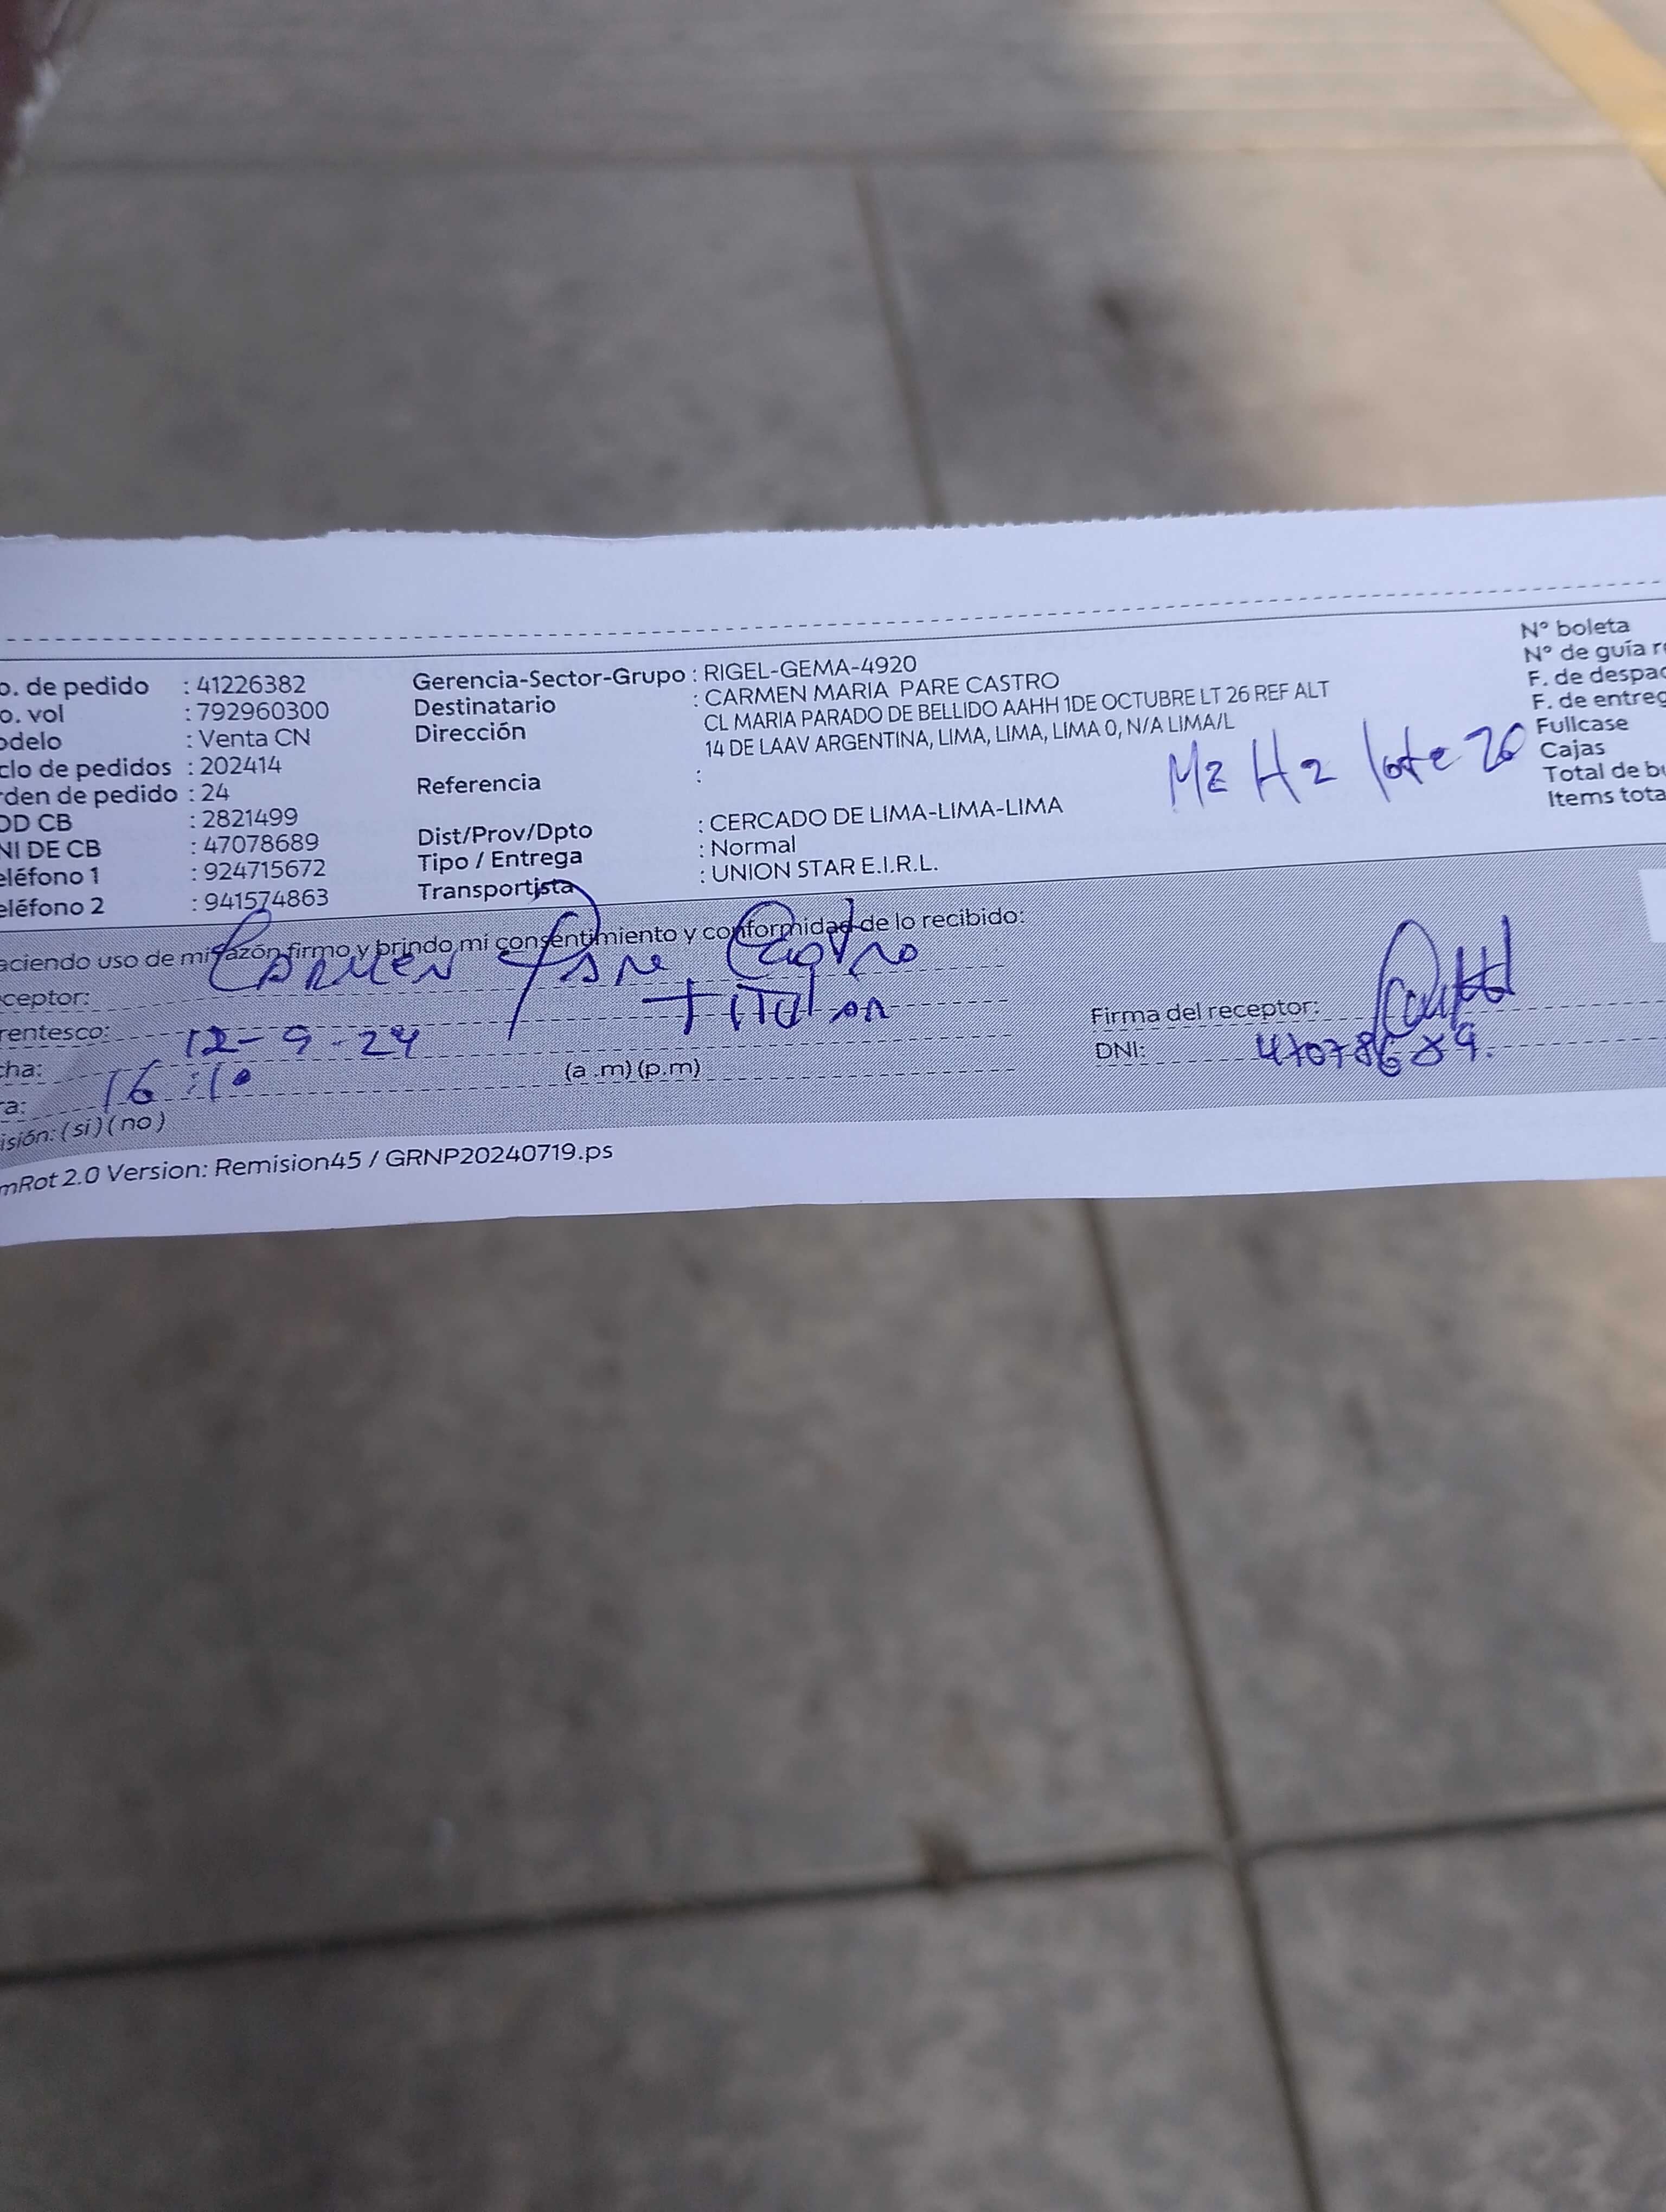 o. de pedido : 41226382
o. vol : 792960300
odelo : Venta CN
clo de pedidos : 202414
rden de pedido : 24
OD CB : 2821499
NI DE CB : 47078689
eléfono 1 : 924715672
eléfono 2 : 941574863
Gerencia-Sector-Grupo : RIGEL-GEMA-4920
Destinatario : CARMEN MARIA PARE CASTRO
Dirección CL MARIA PARADO DE BELLIDO AAHH 1DE OCTUBRE LT 26 REF ALT
14 DE LAAV ARGENTINA, LIMA, LIMA, LIMA 0, N/A LIMA/L
Referencia :
Mz H2 lote 26
Dist/Prov/Dpto : CERCADO DE LIMA-LIMA-LIMA
Tipo / Entrega : Normal
Transportista : UNION STAR E.I.R.L.
N° boleta
N° de guía r
F. de despac
F. de entreg
Fullcase
Cajas
Total de b
Items tota
aciendo uso de mi razón firmo y brindo mi consentimiento y conformidad de lo recibido:
ceptor: Carmen Pare Castro
rentesco: titular
cha: 12-9-24
ra: 16:10 (a .m) (p.m)
isión: (si) ( no )
Firma del receptor:
DNI: 47078689.
mRot 2.0 Version: Remision45 / GRNP20240719.ps